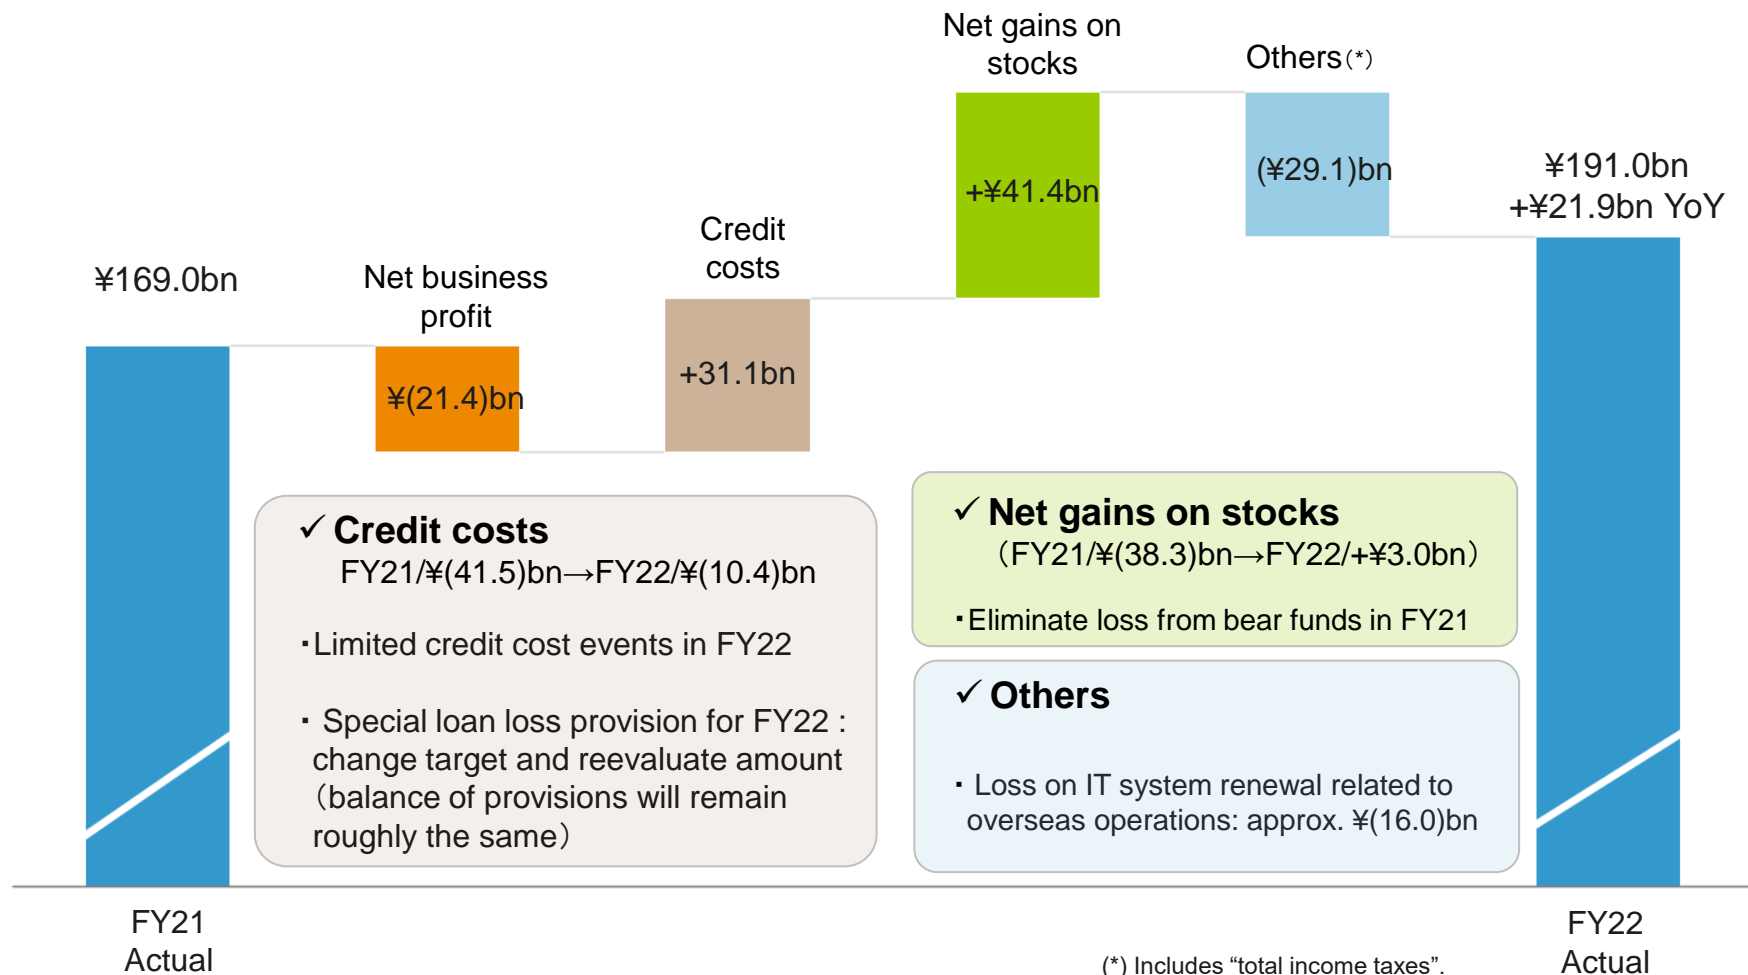 ¥169.0bn
Net business
profit
¥(21.4)bn
Credit
costs
+31.1bn
Net gains on
stocks
+¥41.4bn
Others(*)
(¥29.1)bn
¥191.0bn
+¥21.9bn YoY
✓ Credit costs
FY21/¥(41.5)bn→FY22/¥(10.4)bn
・Limited credit cost events in FY22
・ Special loan loss provision for FY22 :
change target and reevaluate amount
（balance of provisions will remain
roughly the same）
✓ Net gains on stocks
（FY21/¥(38.3)bn→FY22/+¥3.0bn）
・Eliminate loss from bear funds in FY21
✓ Others
・ Loss on IT system renewal related to
overseas operations: approx. ¥(16.0)bn
FY21
Actual
FY22
Actual
(*) Includes “total income taxes”.